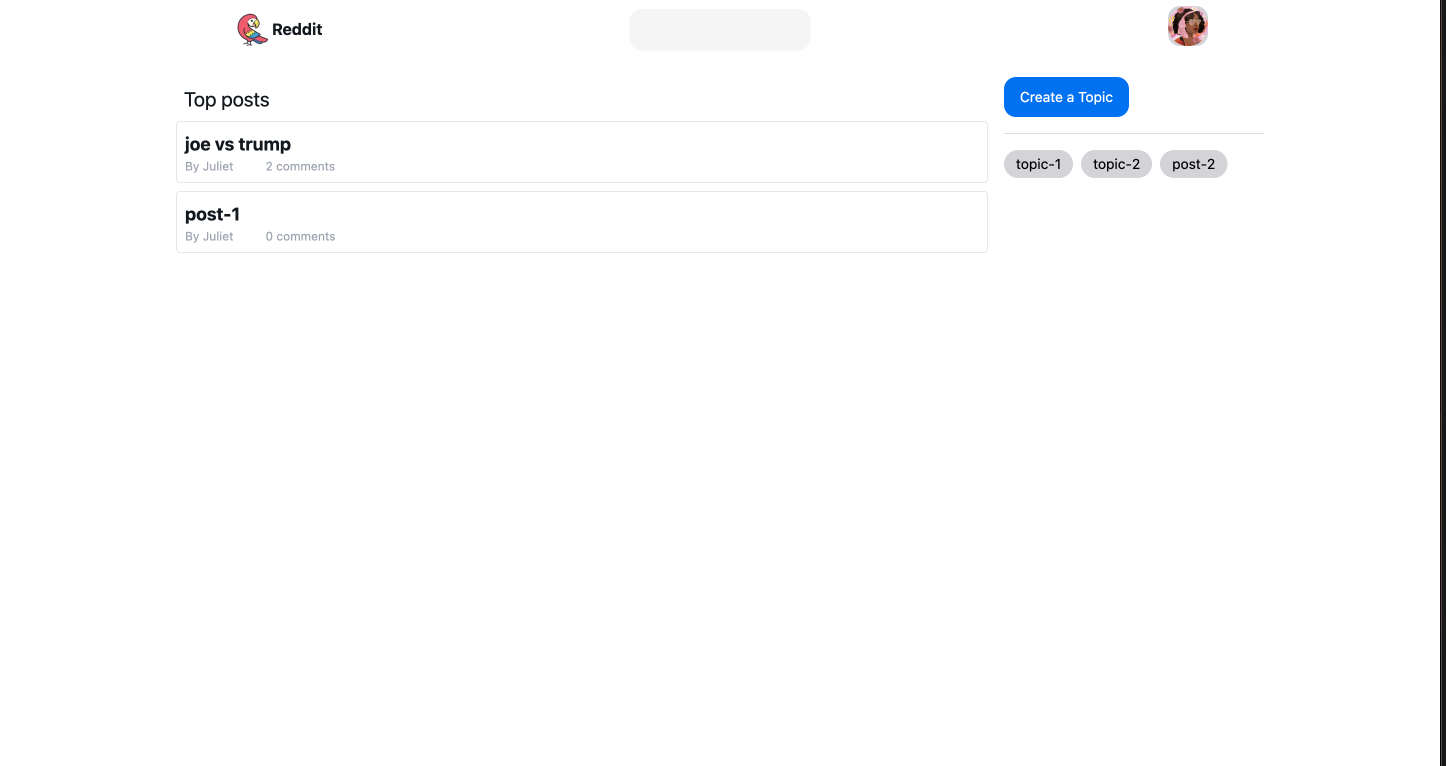 Reddit
Top posts
joe vs trump
By Juliet 2 comments
post-1
By Juliet 0 comments
Create a Topic
topic-1 topic-2 post-2